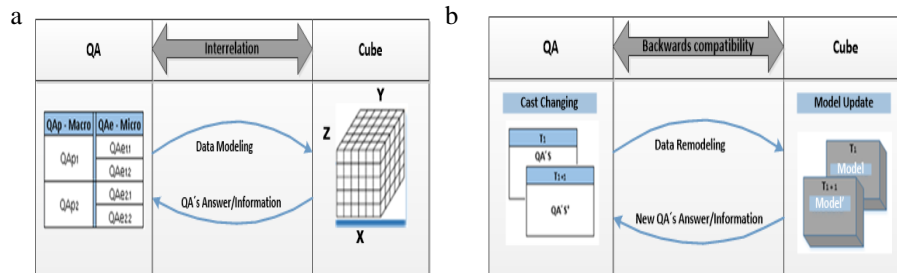 a
QA
Interrelation
Cube
QAp - Macro
QAe - Micro
QAp1
QAe11
QAe12
QAp2
QAe21
QAe22
Data Modeling
QA´s Answer/Information
Y
Z
X
b
QA
Backwards compatibility
Cube
Cast Changing
T1
QA´S
T1+1
QA´S'
Data Remodeling
New QA´s Answer/Information
Model Update
T1
Model
T1+1
Model'